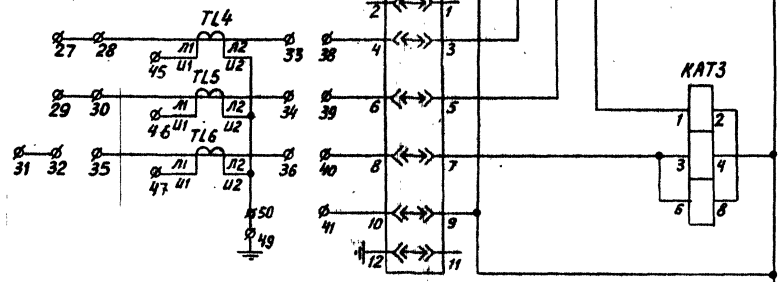 2 1
TL4
27 28 Л1 Л2 33 38 4 3
45 И1 И2
КАТ3
TL5
29 30 Л1 Л2 34 39 6 5
46 И1 И2
1 2
TL6
31 32 35 Л1 Л2 36 40 8 7 3 4
47 И1 И2
6 8
50 41 10 9
49
12 11